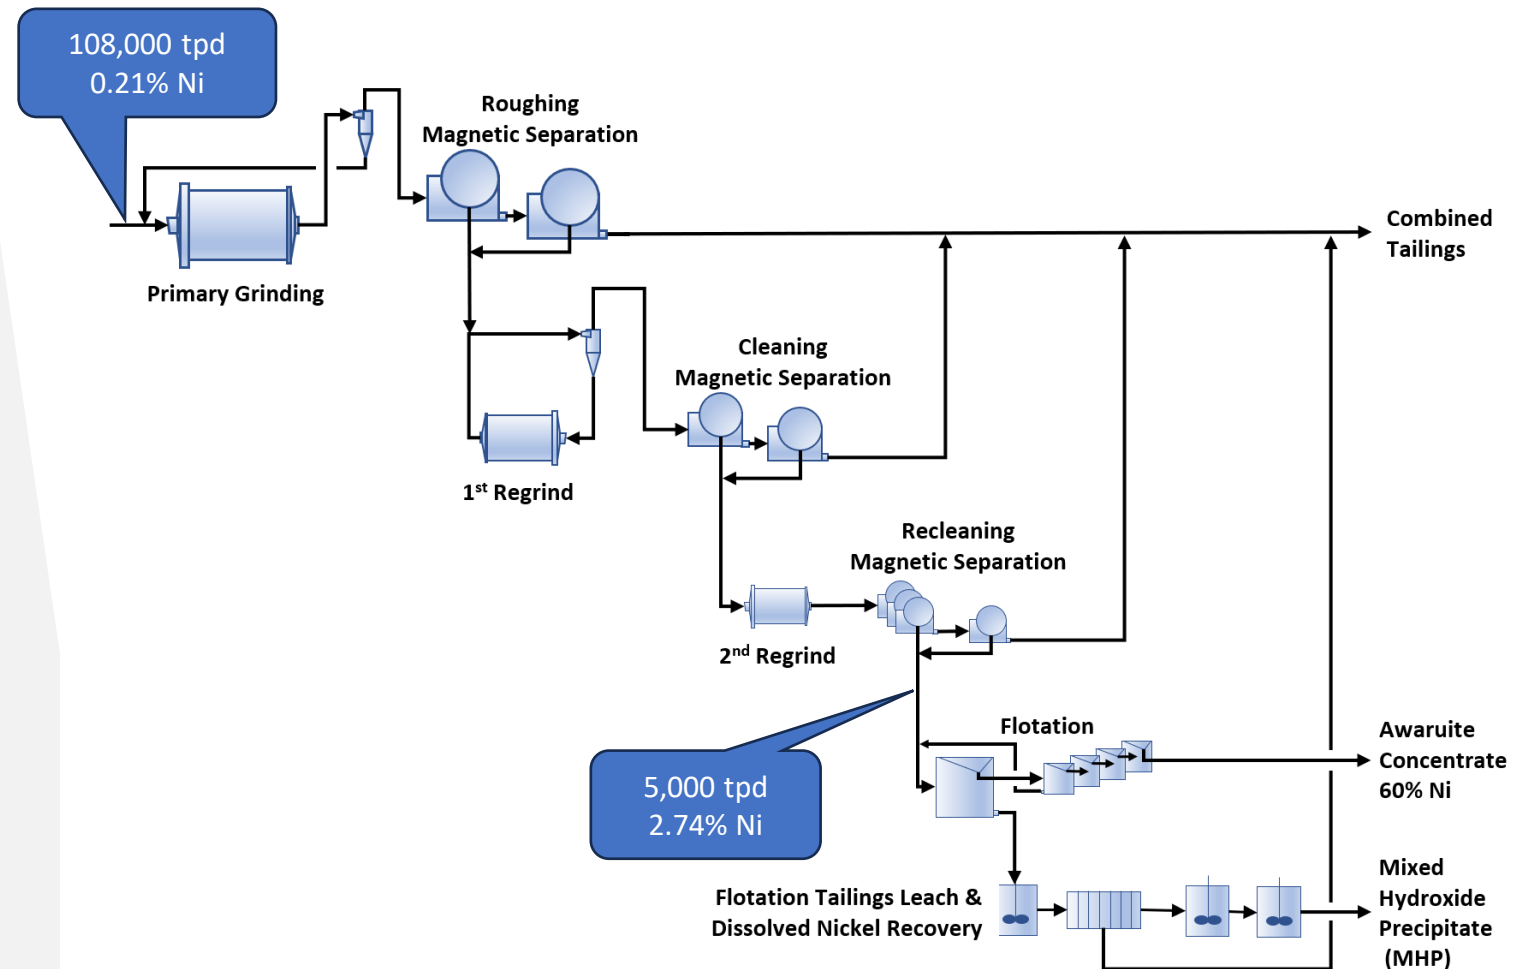 108,000 tpd
0.21% Ni
Roughing
Magnetic Separation
Primary Grinding
Combined
Tailings
Cleaning
Magnetic Separation
1st Regrind
Recleaning
Magnetic Separation
2nd Regrind
Flotation
5,000 tpd
2.74% Ni
Awaruite
Concentrate
60% Ni
Flotation Tailings Leach &
Dissolved Nickel Recovery
Mixed
Hydroxide
Precipitate
(MHP)